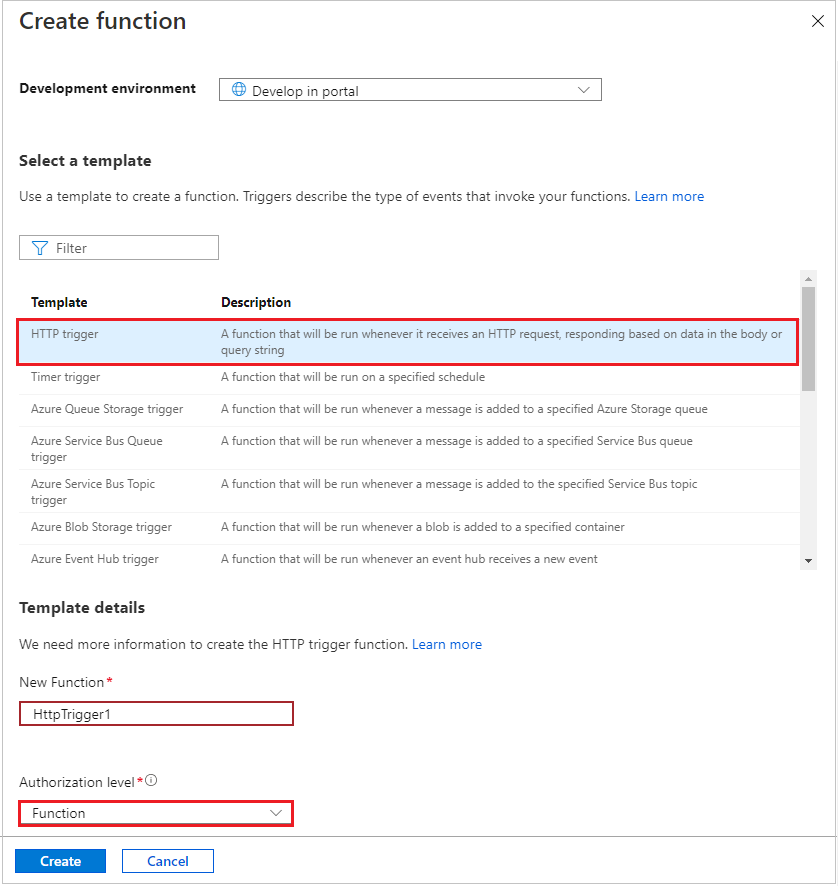 Create function
Development environment
Develop in portal
Select a template
Use a template to create a function. Triggers describe the type of events that invoke your functions. Learn more
Filter
Template Description
HTTP trigger A function that will be run whenever it receives an HTTP request, responding based on data in the body or
query string
Timer trigger A function that will be run on a specified schedule
Azure Queue Storage trigger A function that will be run whenever a message is added to a specified Azure Storage queue
Azure Service Bus Queue A function that will be run whenever a message is added to a specified Service Bus queue
trigger
Azure Service Bus Topic A function that will be run whenever a message is added to the specified Service Bus topic
trigger
Azure Blob Storage trigger A function that will be run whenever a blob is added to a specified container
Azure Event Hub trigger A function that will be run whenever an event hub receives a new event
Template details
We need more information to create the HTTP trigger function. Learn more
New Function*
HttpTrigger1
Authorization level*
Function
Create Cancel